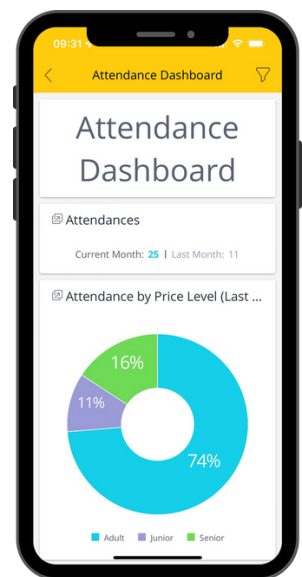 09:31
Attendance Dashboard
Attendance
Dashboard
Attendances
Current Month: 25 | Last Month: 11
Attendance by Price Level (Last ...
16%
11%
74%
Adult Junior Senior